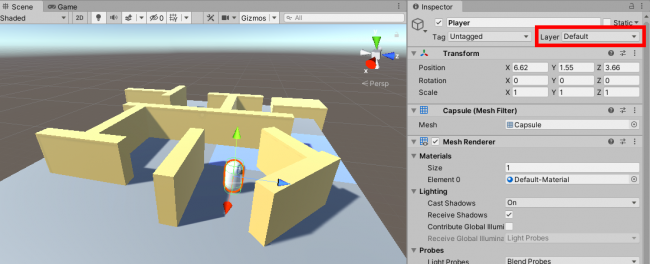 Scene
Game
Shaded
2D
0
Gizmos
All
y
x
Persp
Inspector
Player
Static
Tag Untagged
Layer Default
Transform
Position X 6.62 Y 1.55 Z 3.66
Rotation X 0 Y 0 Z 0
Scale X 1 Y 1 Z 1
Capsule (Mesh Filter)
Mesh Capsule
Mesh Renderer
Materials
Size 1
Element 0 Default-Material
Lighting
Cast Shadows On
Receive Shadows
Contribute Global Illumi
Receive Global Illumina Light Probes
Probes
Light Probes Blend Probes